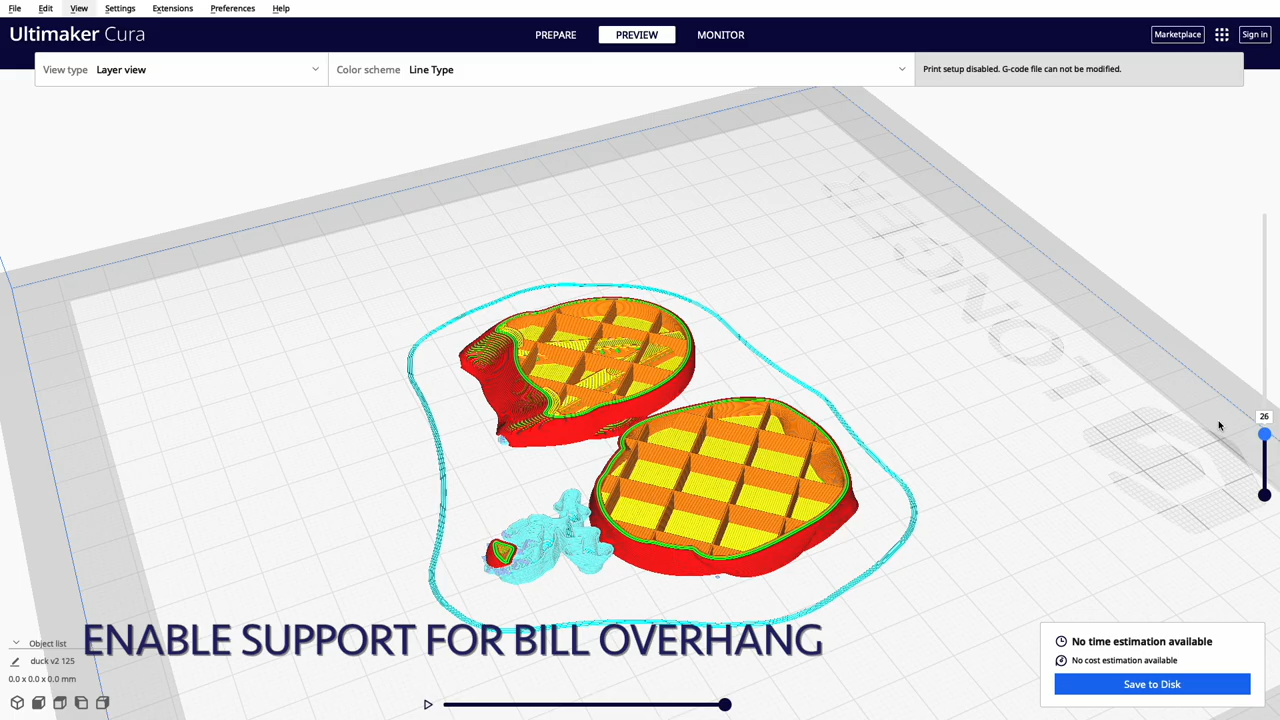 File Edit View Settings Extensions Preferences Help
Ultimaker Cura
PREPARE PREVIEW MONITOR
Marketplace Sign in
View type Layer view
Color scheme Line Type
Print setup disabled. G-code file can not be modified.
26
ENABLE SUPPORT FOR BILL OVERHANG
Object list
duck v2 125
0.0 x 0.0 x 0.0 mm
No time estimation available
No cost estimation available
Save to Disk